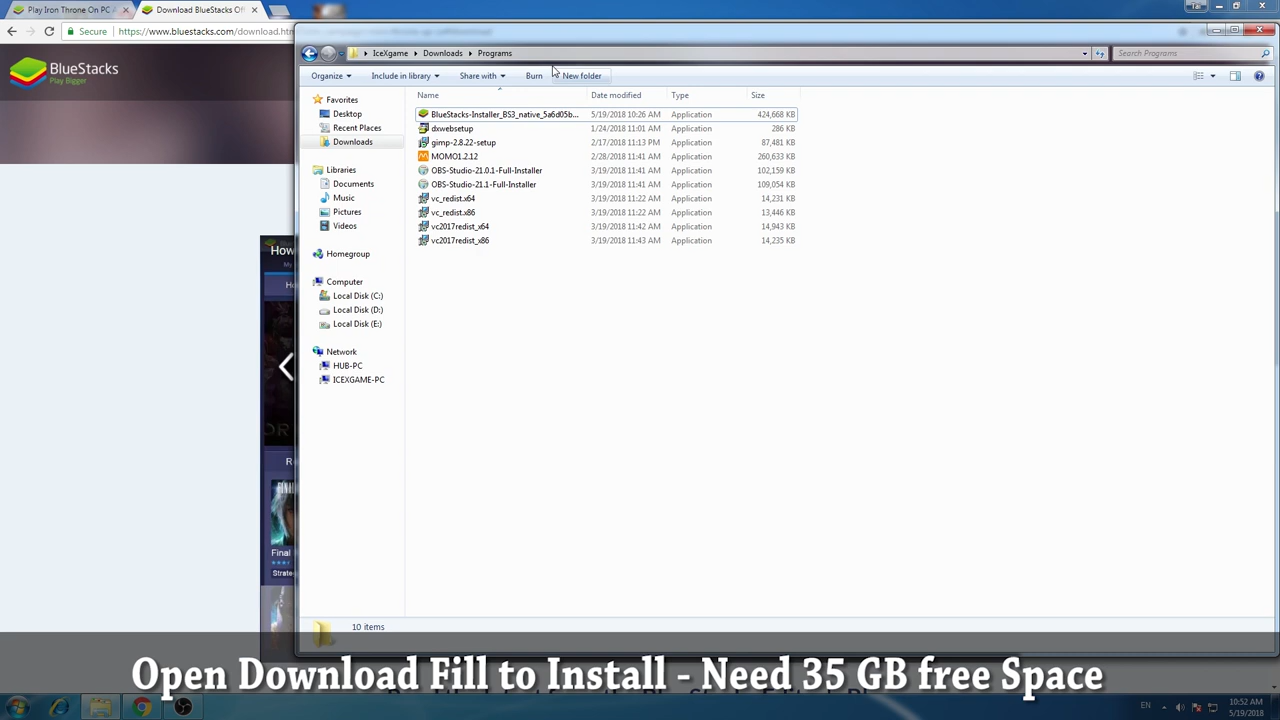 Play Iron Throne On PC
Download BlueStacks Of
Secure
https://www.bluestacks.com/download.h
BlueStacks
Play Bigger
IceXgame
Downloads
Programs
Search Programs
Organize
Include in library
Share with
Burn
New folder
Favorites
Desktop
Recent Places
Downloads
Libraries
Documents
Music
Pictures
Videos
Homegroup
Computer
Local Disk (C:)
Local Disk (D:)
Local Disk (E:)
Network
HUB-PC
ICEXGAME-PC
Name Date modified Type Size
BlueStacks-Installer_BS3_native_5a6d05b... 5/19/2018 10:26 AM Application 424,668 KB
dxwebsetup 1/24/2018 11:01 AM Application 286 KB
gimp-2.8.22-setup 2/17/2018 11:13 PM Application 87,481 KB
MOMO1.2.12 2/28/2018 11:41 AM Application 260,633 KB
OBS-Studio-21.0.1-Full-Installer 3/19/2018 11:41 AM Application 102,159 KB
OBS-Studio-21.1-Full-Installer 3/19/2018 11:41 AM Application 109,054 KB
vc_redist.x64 3/19/2018 11:22 AM Application 14,231 KB
vc_redist.x86 3/19/2018 11:22 AM Application 13,446 KB
vc2017redist_x64 3/19/2018 11:42 AM Application 14,943 KB
vc2017redist_x86 3/19/2018 11:43 AM Application 14,235 KB
How
My
Ho
R
Final
Strate
10 items
Open Download Fill to Install - Need 35 GB free Space
EN
10:52 AM
5/19/2018